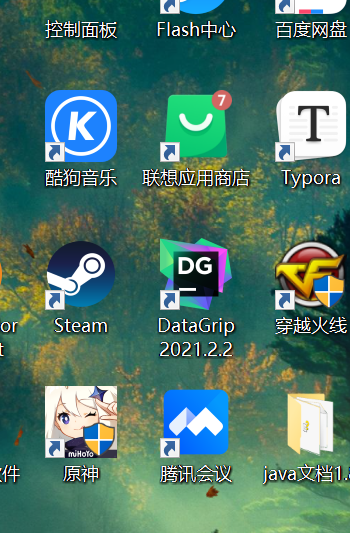 控制面板
Flash中心
百度网盘
K
7
T
酷狗音乐
联想应用商店
Typora
DG
or
t
Steam
DataGrip
2021.2.2
穿越火线
miHoYo
件
原神
腾讯会议
java文档1.